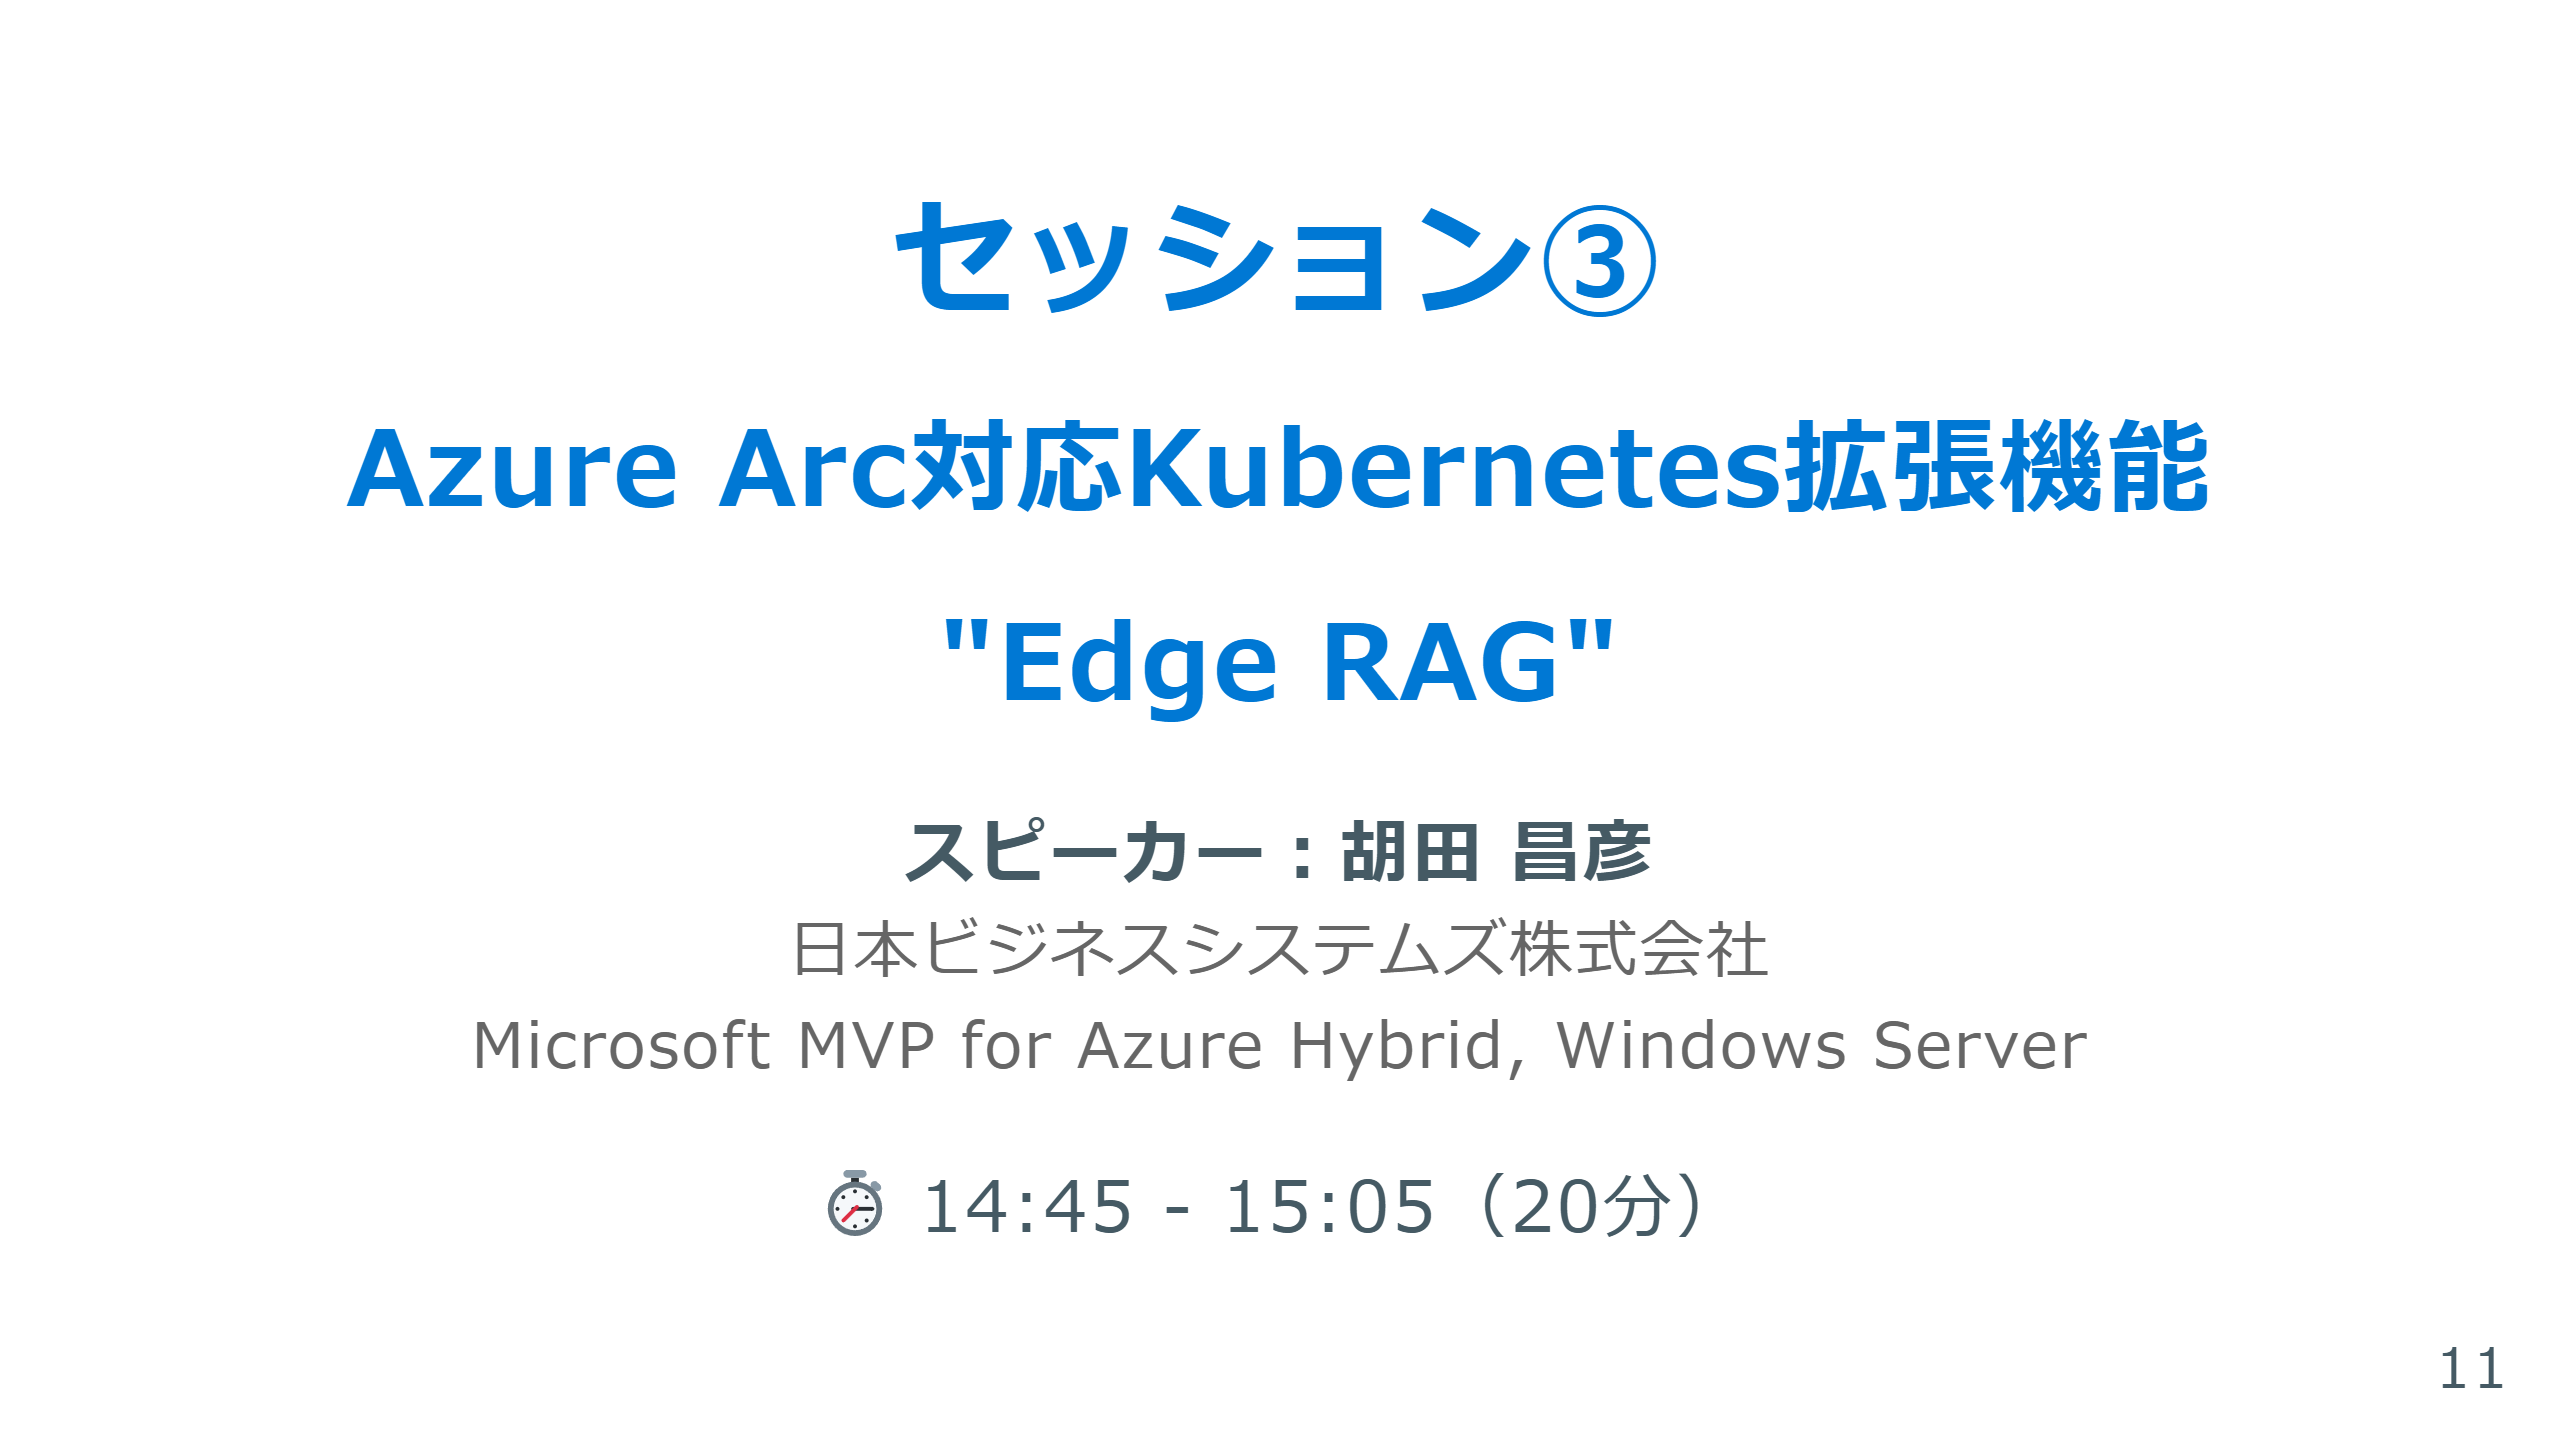 セッション③
Azure Arc対応Kubernetes拡張機能
"Edge RAG"
スピーカー：胡田 昌彦
日本ビジネスシステムズ株式会社
Microsoft MVP for Azure Hybrid, Windows Server
⏱ 14:45 - 15:05（20分）
11